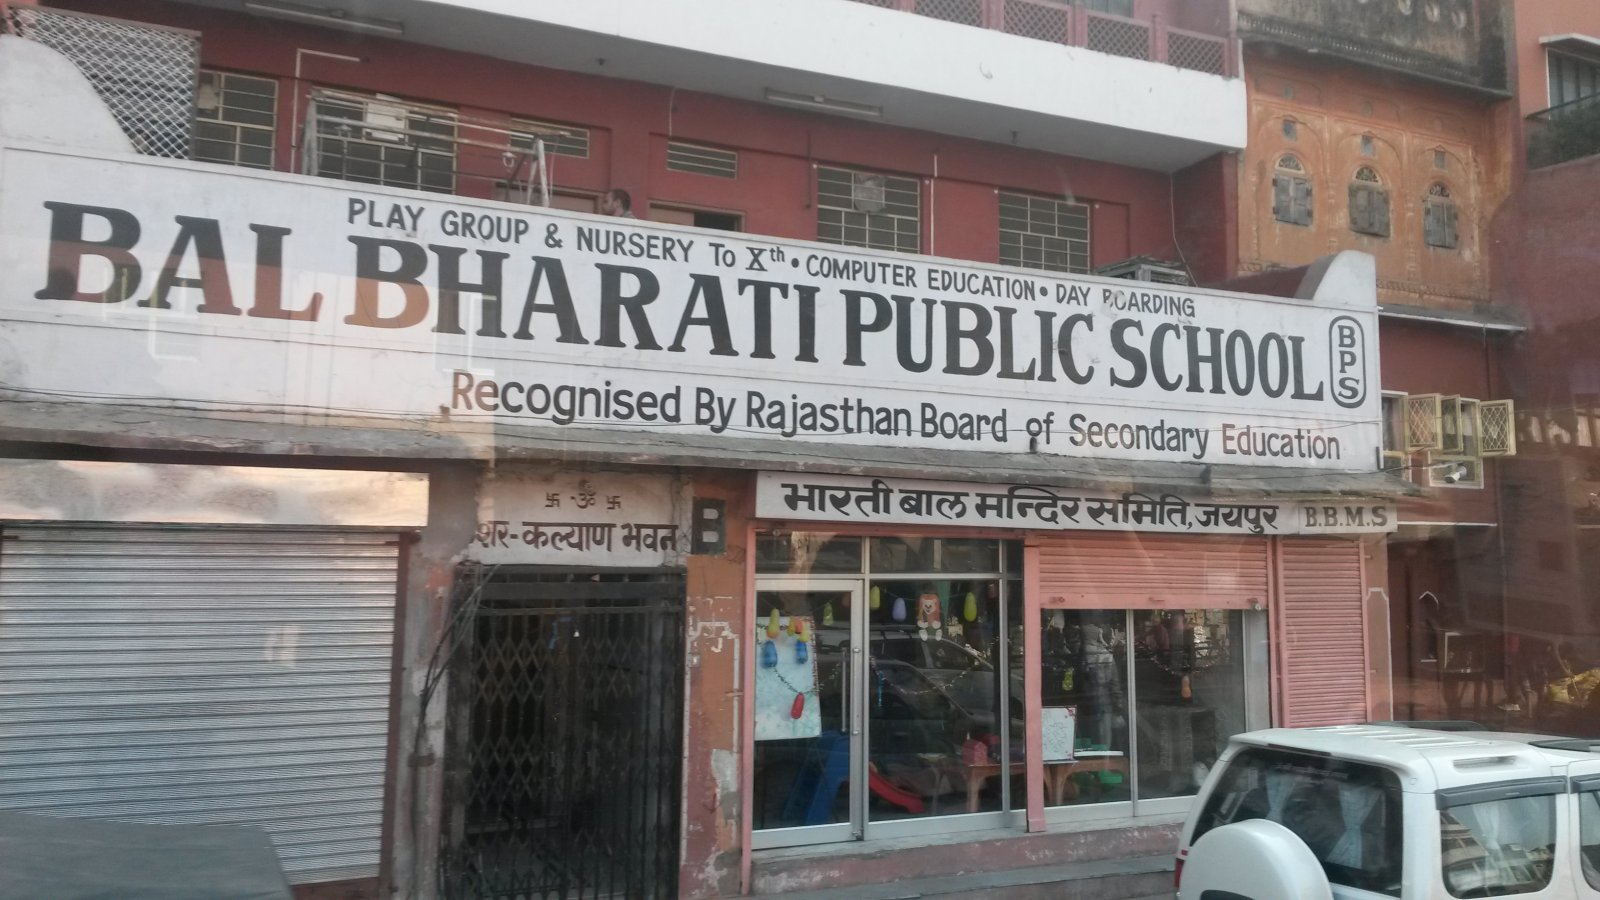 PLAY GROUP & NURSERY To Xth • COMPUTER EDUCATION • DAY BOARDING
BAL BHARATI PUBLIC SCHOOL
BPS
Recognised By Rajasthan Board of Secondary Education
卐 ॐ 卐
शर-कल्याण भवन
B
भारती बाल मन्दिर समिति, जयपुर
B.B.M.S